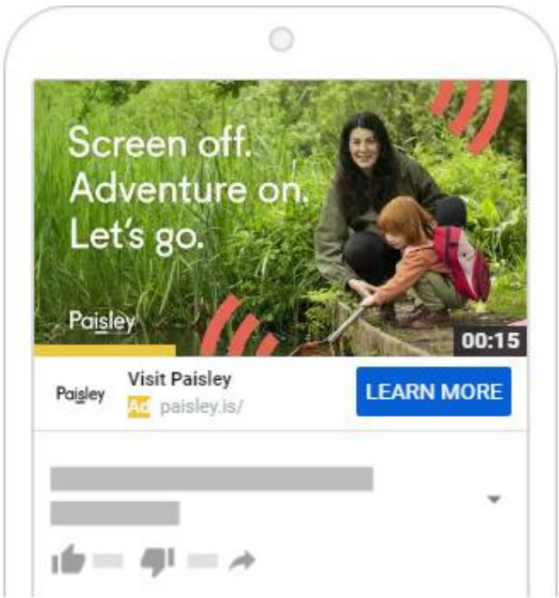 Screen off.
Adventure on.
Let's go.
Paisley
00:15
Paisley
Visit Paisley
Ad paisley.is/
LEARN MORE